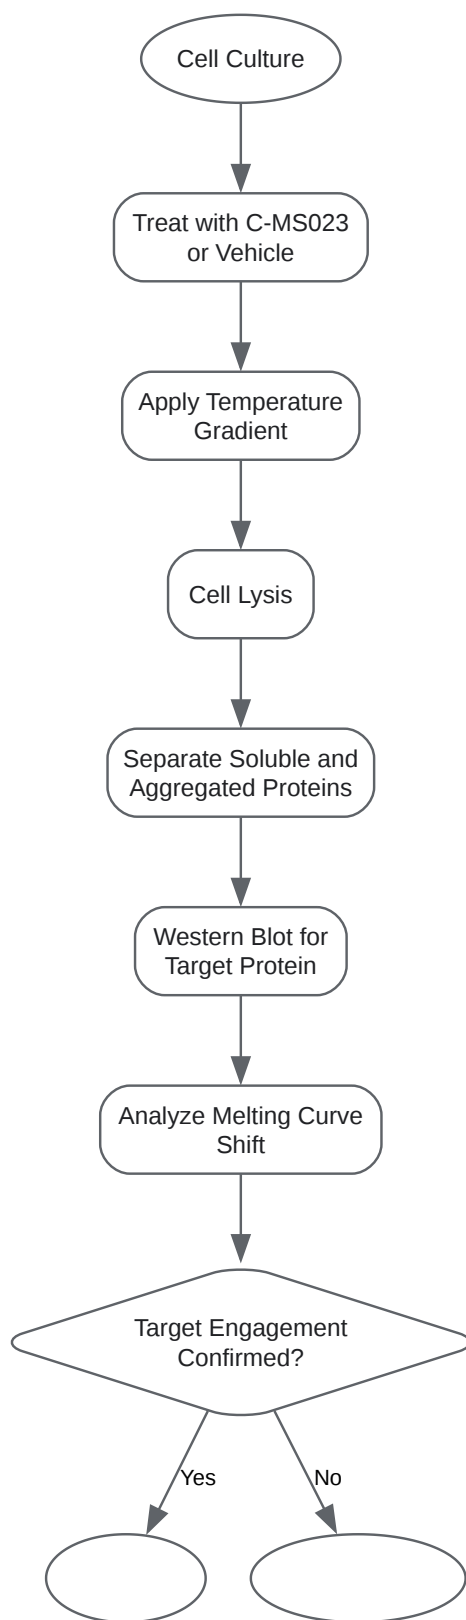 Cell Culture
Treat with C-MS023
or Vehicle
Apply Temperature
Gradient
Cell Lysis
Separate Soluble and
Aggregated Proteins
Western Blot for
Target Protein
Analyze Melting Curve
Shift
Target Engagement
Confirmed?
Yes
No